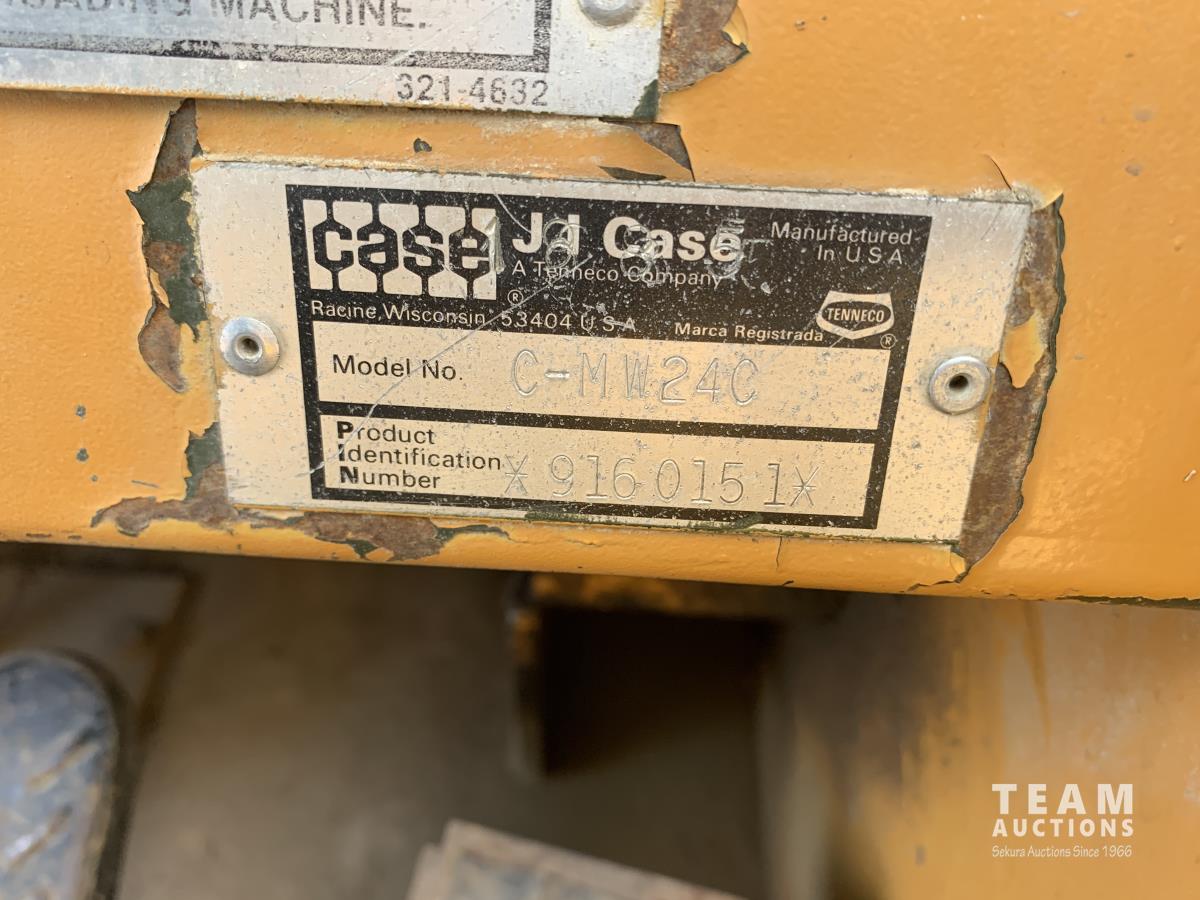 OADING MACHINE.
321-4632
case
JI Case
A Tenneco Company
Manufactured
In U S A
Racine, Wisconsin, 53404 U S A
Marca Registrada
TENNECO
Model No. C-MW24C
Product
Identification
Number *9160151*
TEAM
AUCTIONS
Sekura Auctions Since 1966